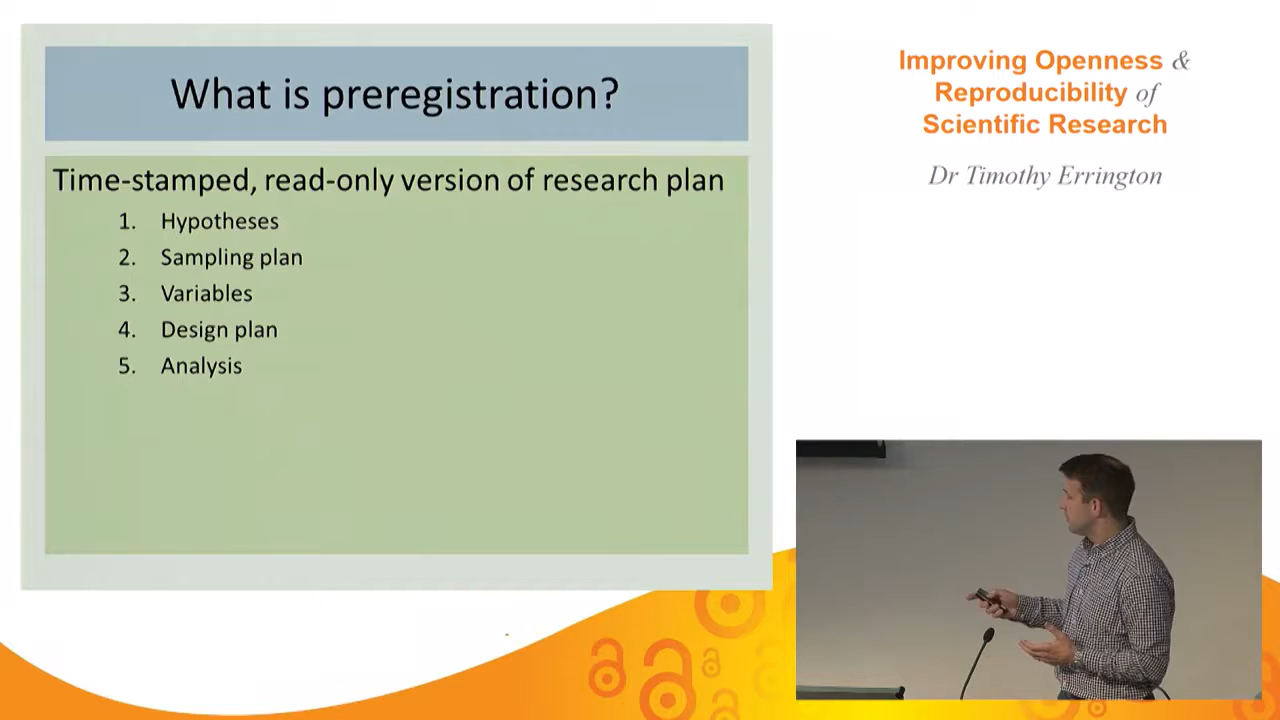 What is preregistration?
Time-stamped, read-only version of research plan
1. Hypotheses
2. Sampling plan
3. Variables
4. Design plan
5. Analysis
Improving Openness &
Reproducibility of
Scientific Research
Dr Timothy Errington